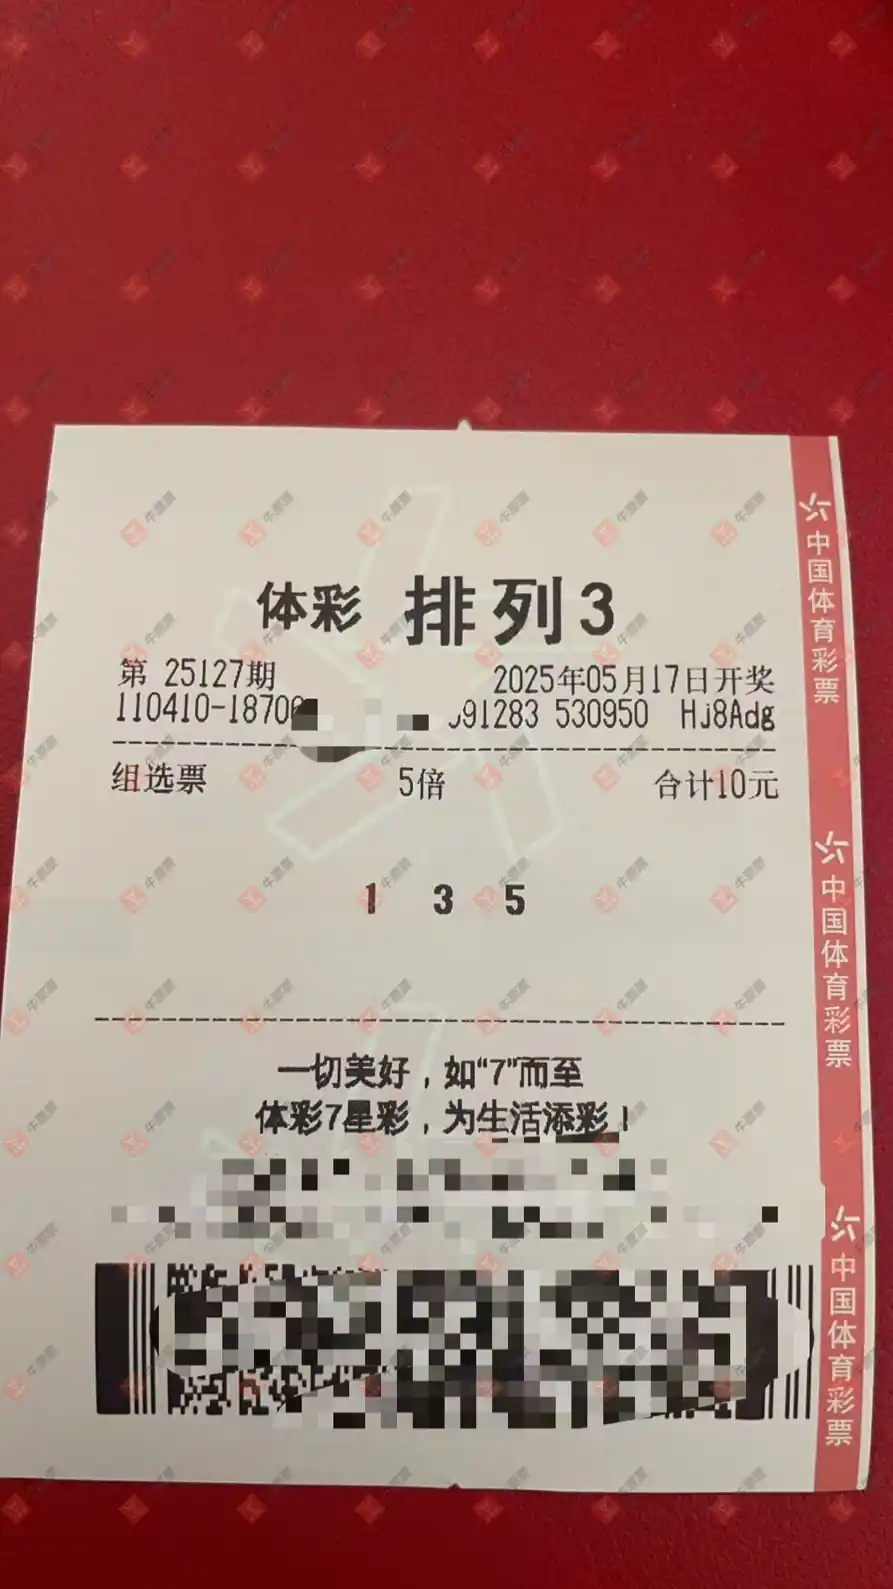 体彩 排列3
第 25127期 2025年05月17日开奖
110410-1870 91283 530950 Hj8Adg
组选票 5倍 合计10元
1 3 5
一切美好，如“7”而至
体彩7星彩，为生活添彩！
中国体育彩票
中国体育彩票
中国体育彩票